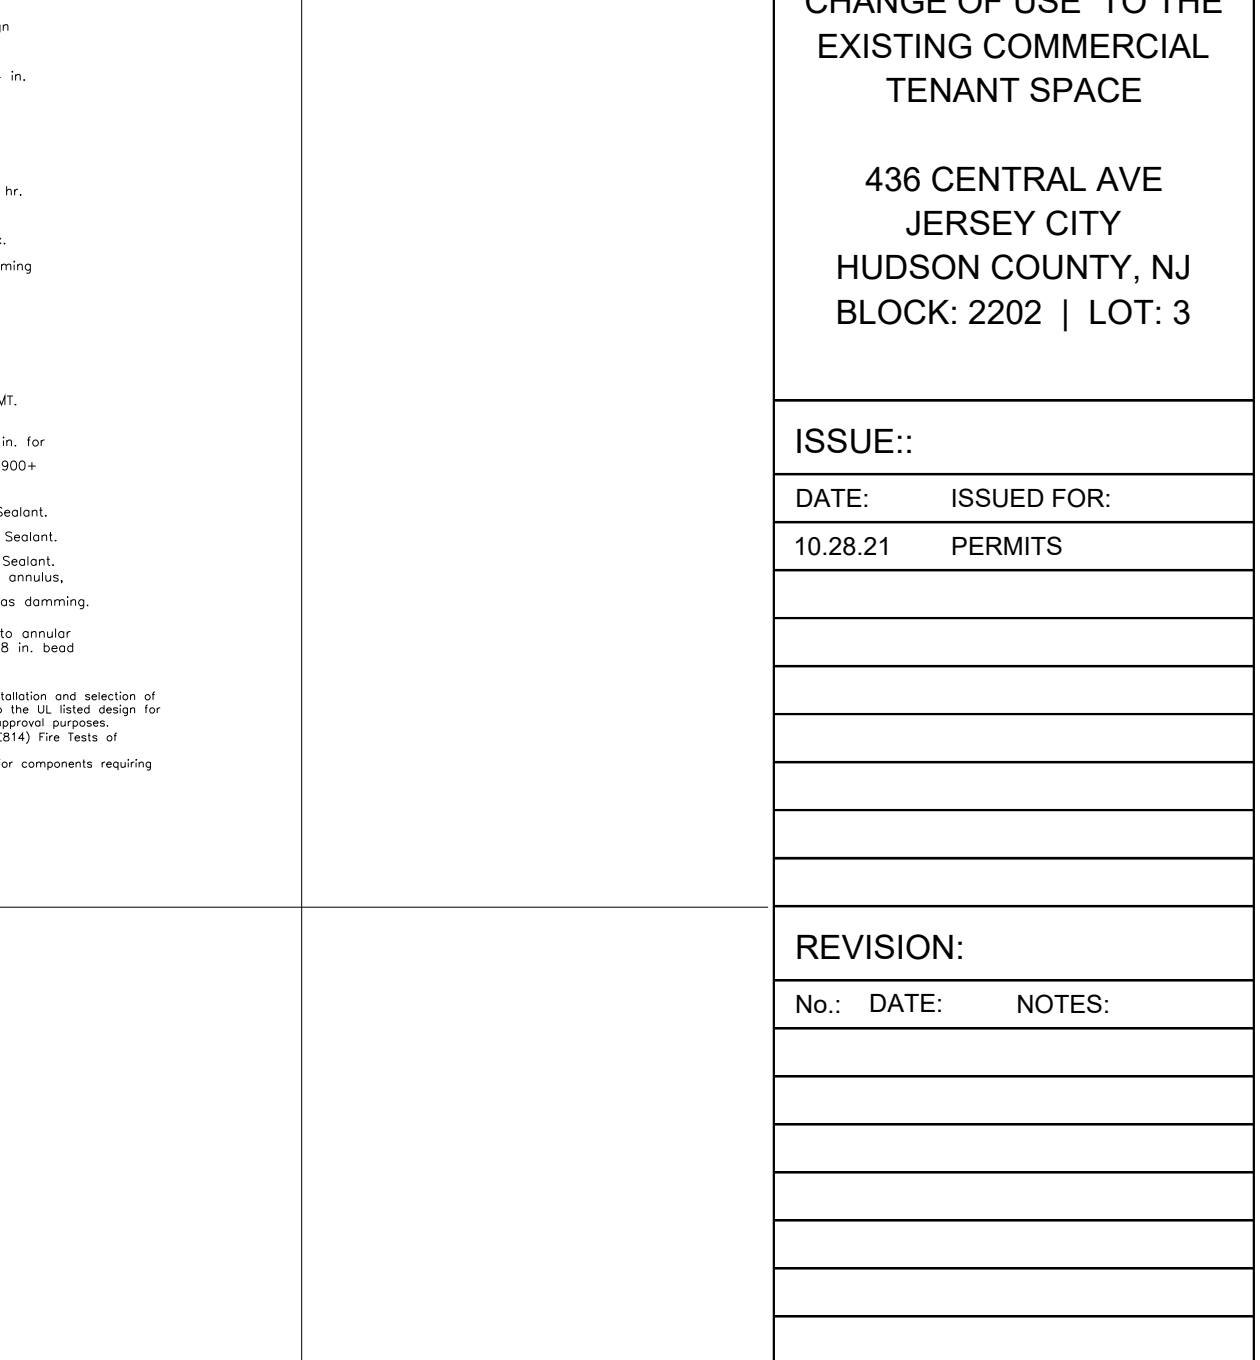 in.
hr.
in. for
900+
Sealant.
Sealant.
Sealant.
annulus,
as damming.
to annular
8 in. bead
and selection of
the UL listed design for
approval purposes.
Fire Tests of
components requiring
CHANGE OF USE TO THE
EXISTING COMMERCIAL
TENANT SPACE
436 CENTRAL AVE
JERSEY CITY
HUDSON COUNTY, NJ
BLOCK: 2202 | LOT: 3
ISSUE::
DATE: ISSUED FOR:
10.28.21 PERMITS
REVISION:
No.: DATE: NOTES: